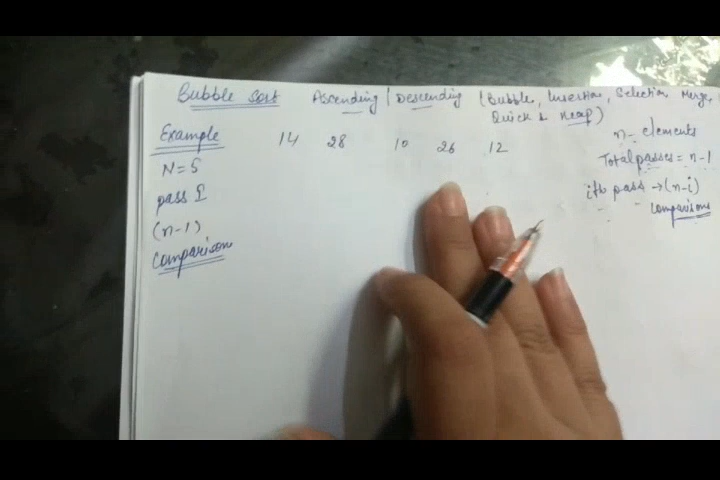 Bubble Sort Ascending / Descending (Bubble, Insertion, Selection Merge,
Quick & Heap)
Example 14 28 10 26 12
n - elements
N=5
Total passes = n-1
pass 1
ith pass → (n-i)
comparisons
(n-1)
Comparison